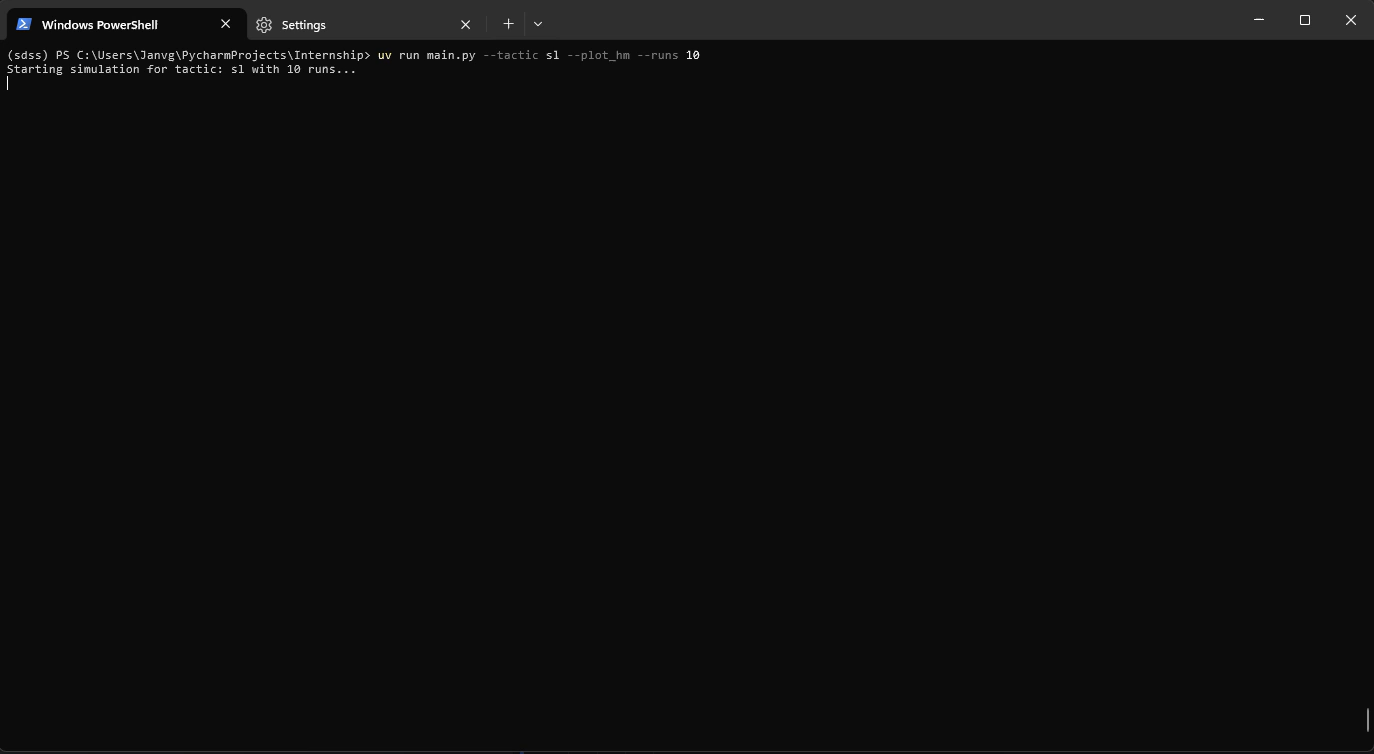 Windows PowerShell
Settings
(sdss) PS C:\Users\Janvg\PycharmProjects\Internship> uv run main.py --tactic sl --plot_hm --runs 10
Starting simulation for tactic: sl with 10 runs...